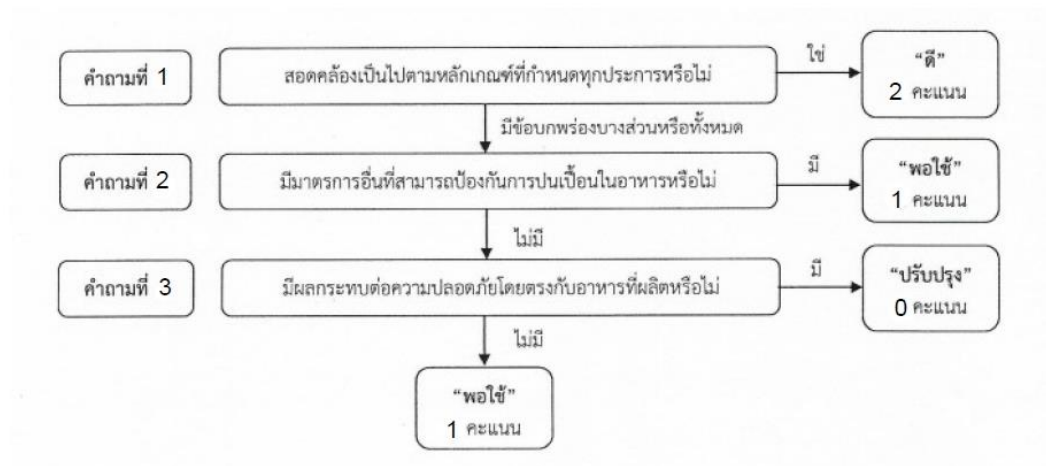 คำถามที่ 1
สอดคล้องเป็นไปตามหลักเกณฑ์ที่กำหนดทุกประการหรือไม่
ใช่
“ดี”
2 คะแนน
มีข้อบกพร่องบางส่วนหรือทั้งหมด
คำถามที่ 2
มีมาตรการอื่นที่สามารถป้องกันการปนเปื้อนในอาหารหรือไม่
มี
“พอใช้”
1 คะแนน
ไม่มี
คำถามที่ 3
มีผลกระทบต่อความปลอดภัยโดยตรงกับอาหารที่ผลิตหรือไม่
มี
“ปรับปรุง”
0 คะแนน
ไม่มี
“พอใช้”
1 คะแนน